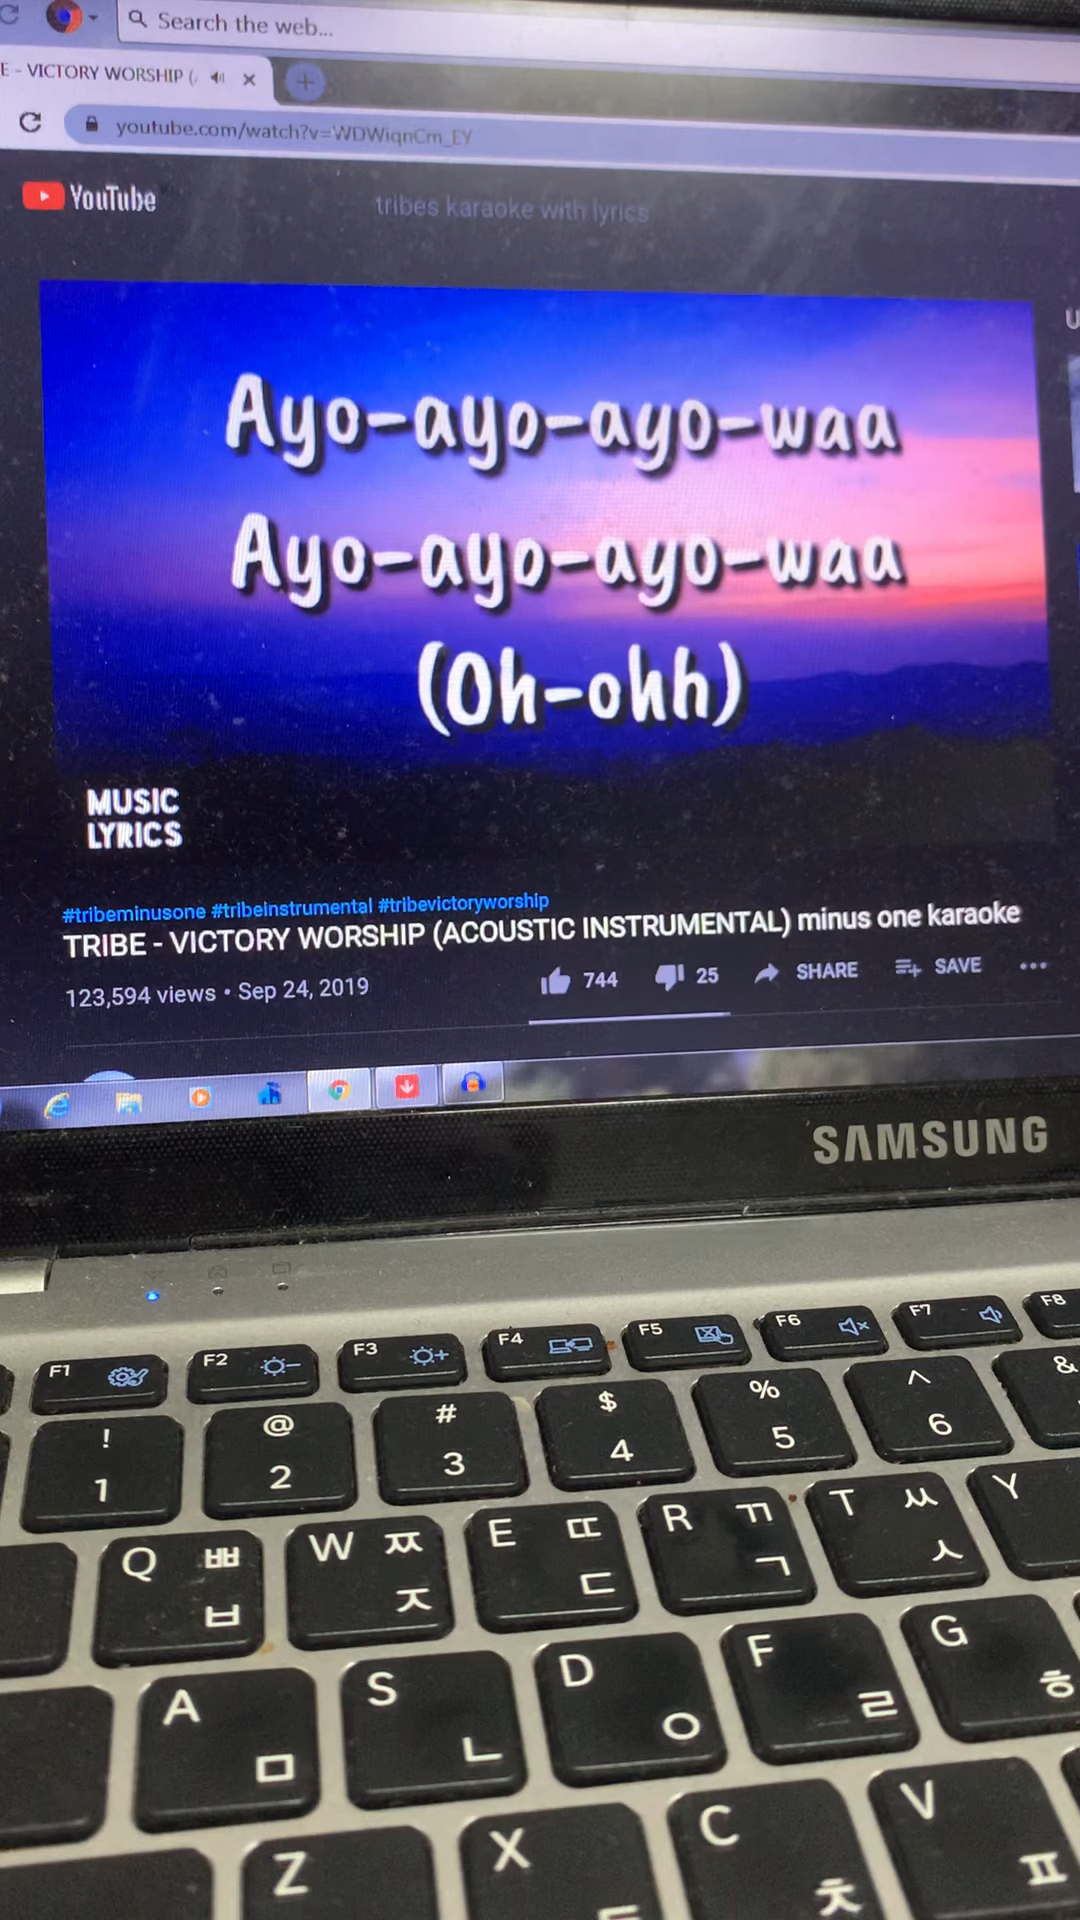 Search the web...
E - VICTORY WORSHIP (
youtube.com/watch?v=WDWiqnCm_EY
YouTube
tribes karaoke with lyrics
U
Ayo-ayo-ayo-waa
Ayo-ayo-ayo-waa
(Oh-ohh)
MUSIC
LYRICS
#tribeminusone #tribeinstrumental #tribevictoryworship
TRIBE - VICTORY WORSHIP (ACOUSTIC INSTRUMENTAL) minus one karaoke
123,594 views • Sep 24, 2019
744 25 SHARE SAVE
SAMSUNG
F1 F2 F3 F4 F5 F6 F7 F8
! @ # $ % ^ &
1 2 3 4 5 6
Q ㅃ W ㅉ E ㄸ R ㄲ T ㅆ Y
ㅂ ㅈ ㄷ ㄱ ㅅ
A S D F G
ㅁ ㄴ ㅇ ㄹ ㅎ
Z X C V
ㅊ ㅍ